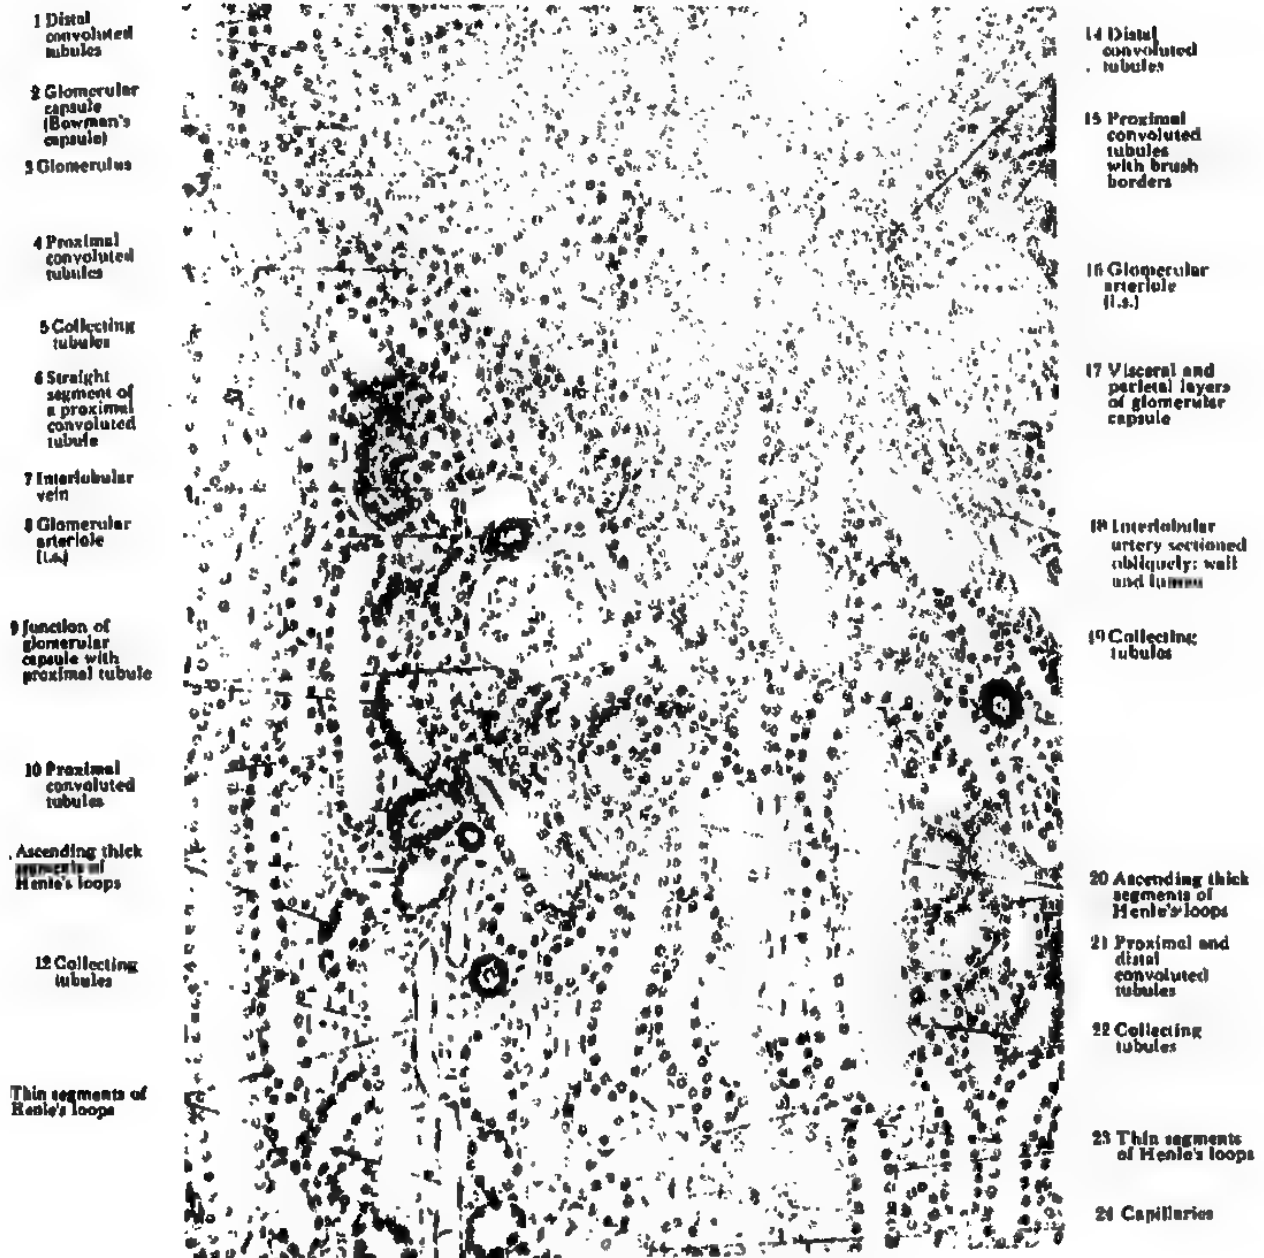 1 Distal
convoluted
tubules
2 Glomerular
capsule
(Bowman's
capsule)
3 Glomerulus
4 Proximal
convoluted
tubules
5 Collecting
tubules
6 Straight
segment of
a proximal
convoluted
tubule
7 Interlobular
vein
8 Glomerular
arteriole
9 Junction of
glomerular
capsule with
proximal tubule
10 Proximal
convoluted
tubules
Ascending thick
Henle's loops
12 Collecting
tubules
Thin segments of
Henle's loops
14 Distal
convoluted
tubules
15 Proximal
convoluted
tubules
with brush
borders
16 Glomerular
arteriole
(l.s.)
17 Visceral and
parietal layers
of glomerular
capsule
18 Interlobular
artery sectioned
obliquely: wall
and
19 Collecting
tubules
20 Ascending thick
segments of
Henle's loops
21 Proximal and
distal
convoluted
tubules
22 Collecting
tubules
23 Thin segments
of Henle's loops
24 Capillaries